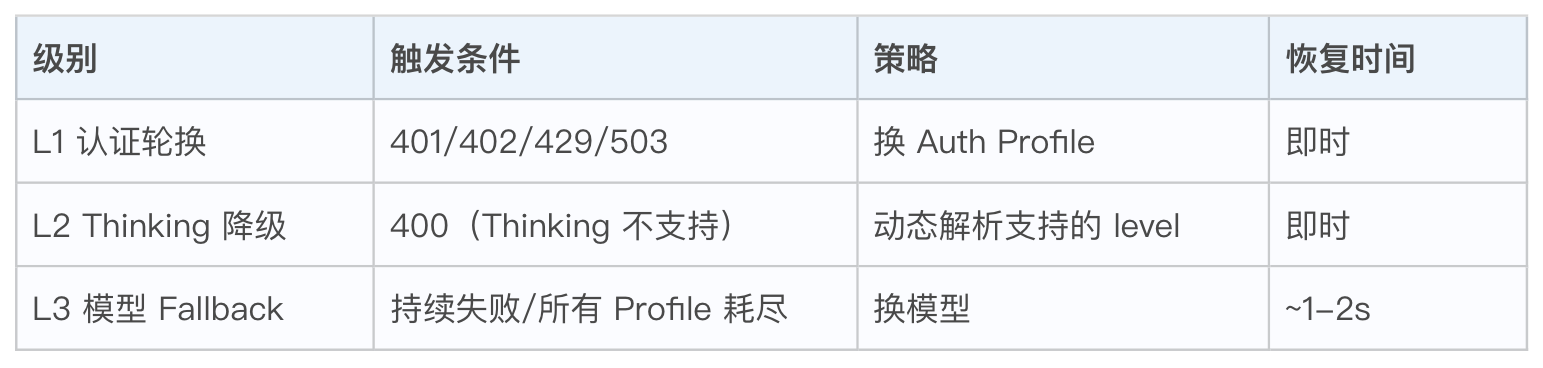 级别 触发条件 策略 恢复时间
L1 认证轮换 401/402/429/503 换 Auth Profile 即时
L2 Thinking 降级 400（Thinking 不支持） 动态解析支持的 level 即时
L3 模型 Fallback 持续失败/所有 Profile 耗尽 换模型 ~1–2s